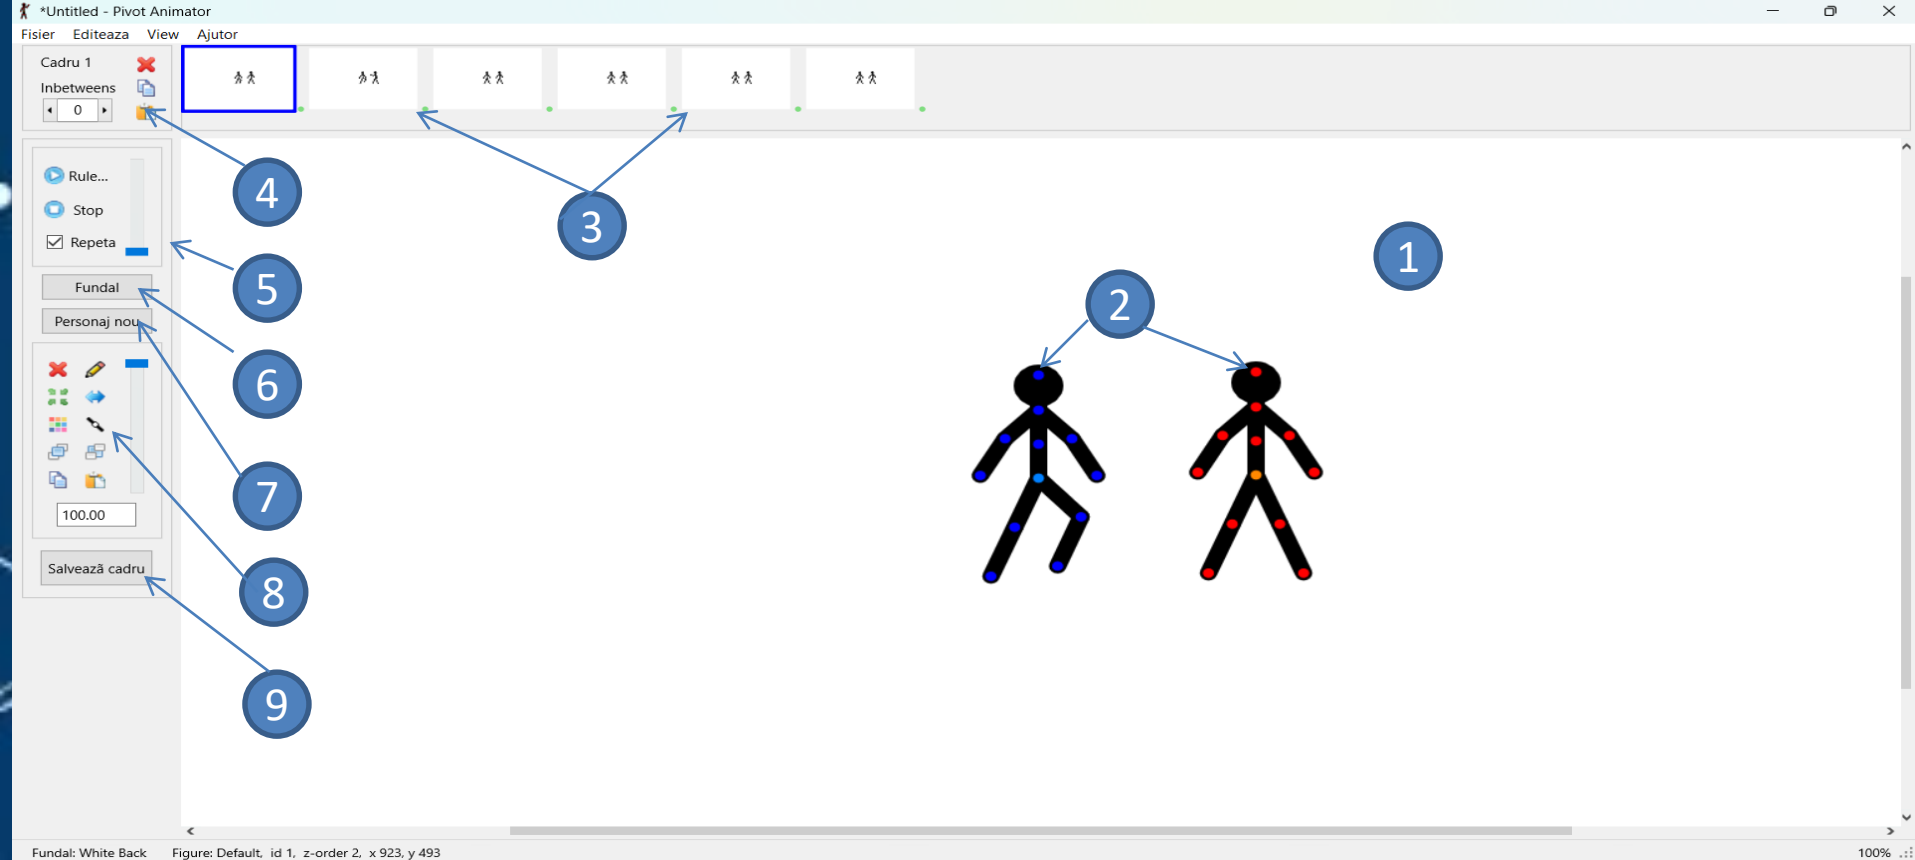 *Untitled - Pivot Animator
Fisier Editeaza View Ajutor
Cadru 1
Inbetweens
0
Rule...
Stop
Repeta
Fundal
Personaj nou
100.00
Salvează cadru
4
3
1
5
2
6
7
8
9
Fundal: White Back Figure: Default, id 1, z-order 2, x 923, y 493
100%